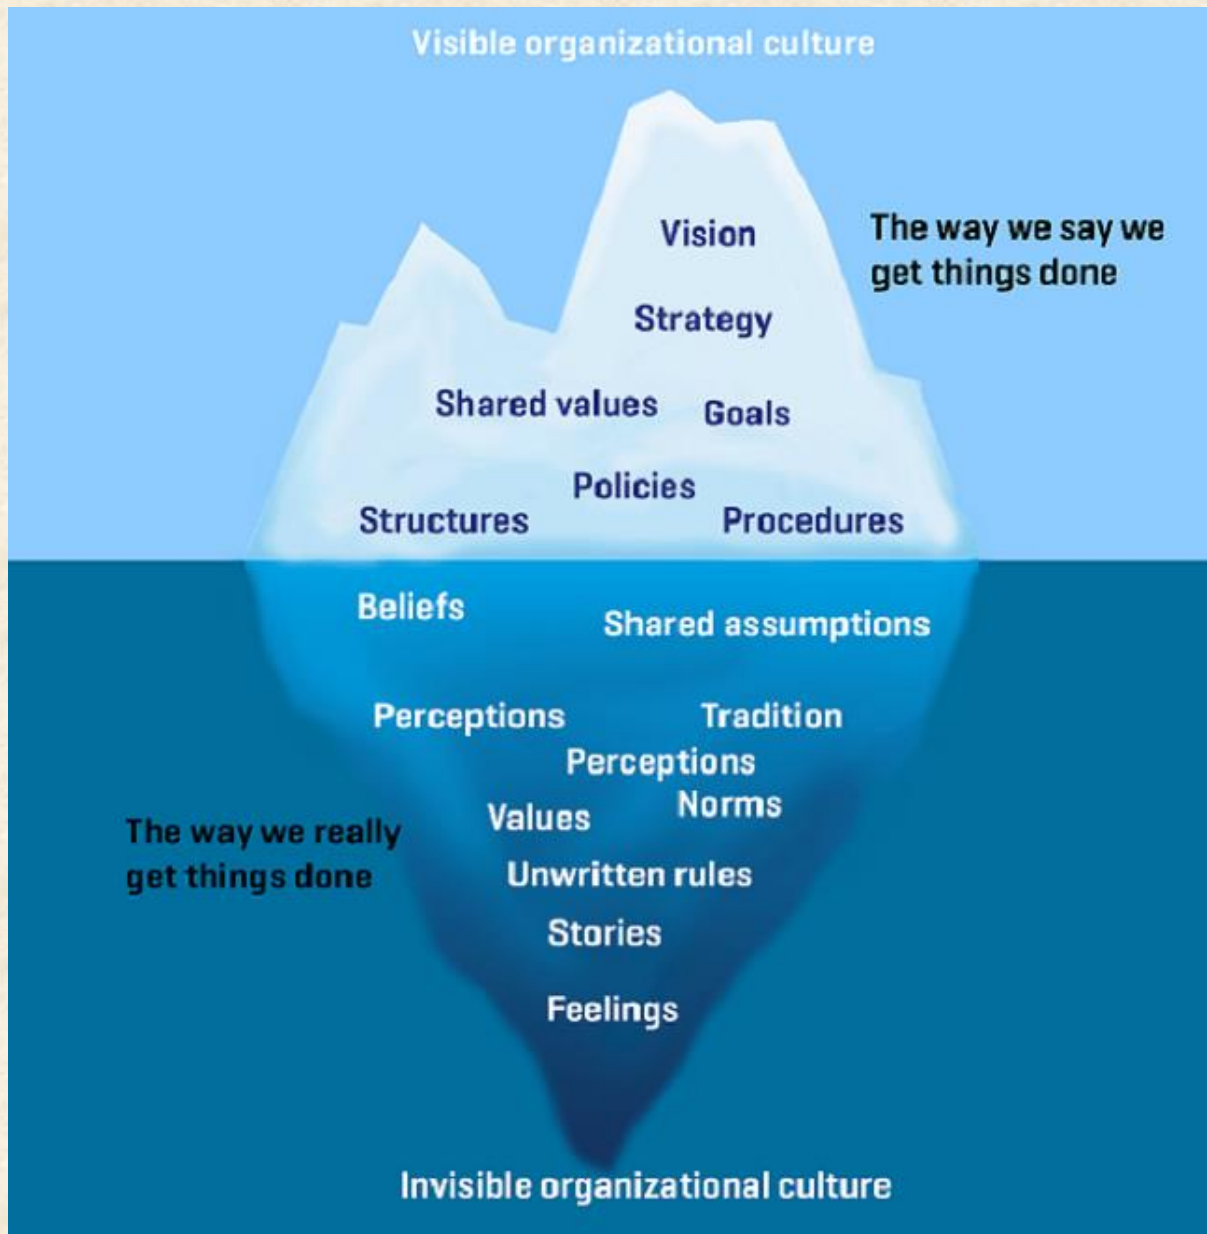 Visible organizational culture
Vision
The way we say we
get things done
Strategy
Shared values
Goals
Policies
Structures
Procedures
Beliefs
Shared assumptions
Perceptions
Tradition
Perceptions
Norms
Values
The way we really
get things done
Unwritten rules
Stories
Feelings
Invisible organizational culture